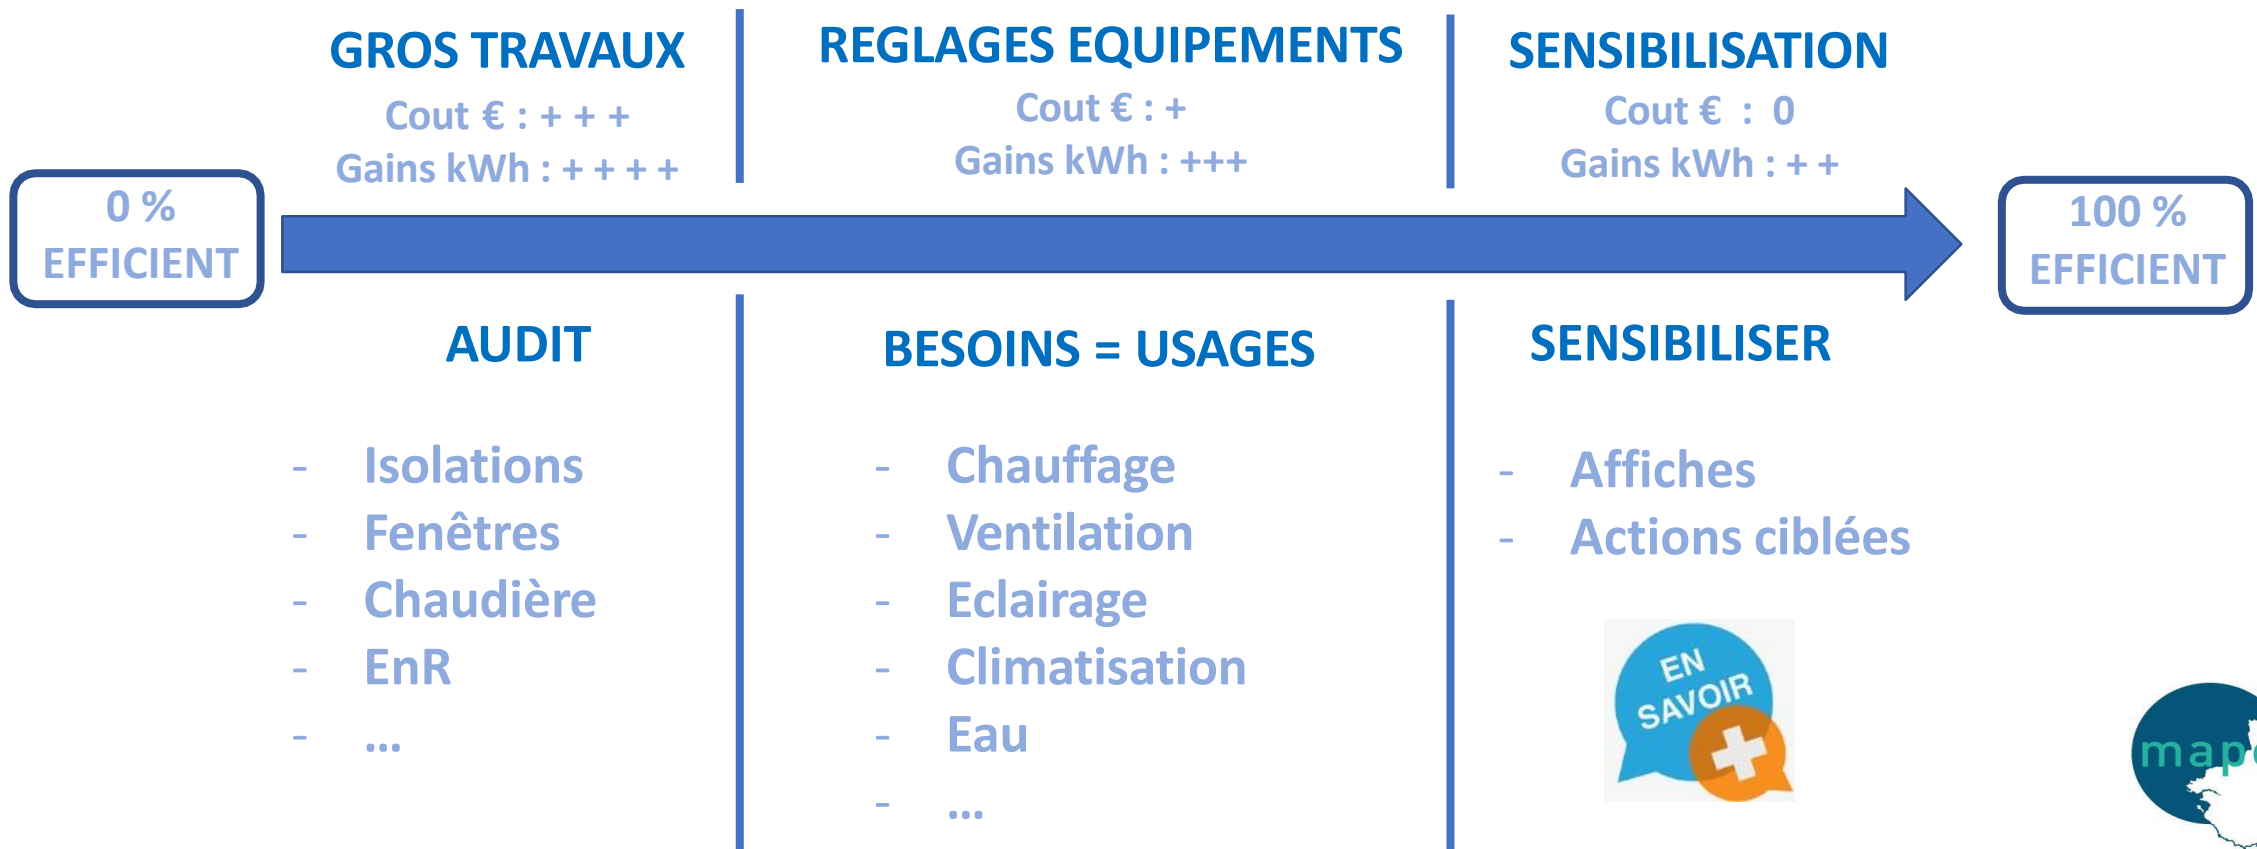 GROS TRAVAUX
Cout € : + + +
Gains kWh : + + + +
REGLAGES EQUIPEMENTS
Cout € : +
Gains kWh : +++
SENSIBILISATION
Cout € : 0
Gains kWh : + +
0 %
EFFICIENT
100 %
EFFICIENT
AUDIT
- Isolations
- Fenêtres
- Chaudière
- EnR
- ...
BESOINS = USAGES
- Chauffage
- Ventilation
- Eclairage
- Climatisation
- Eau
- ...
SENSIBILISER
- Affiches
- Actions ciblées
EN
SAVOIR
+